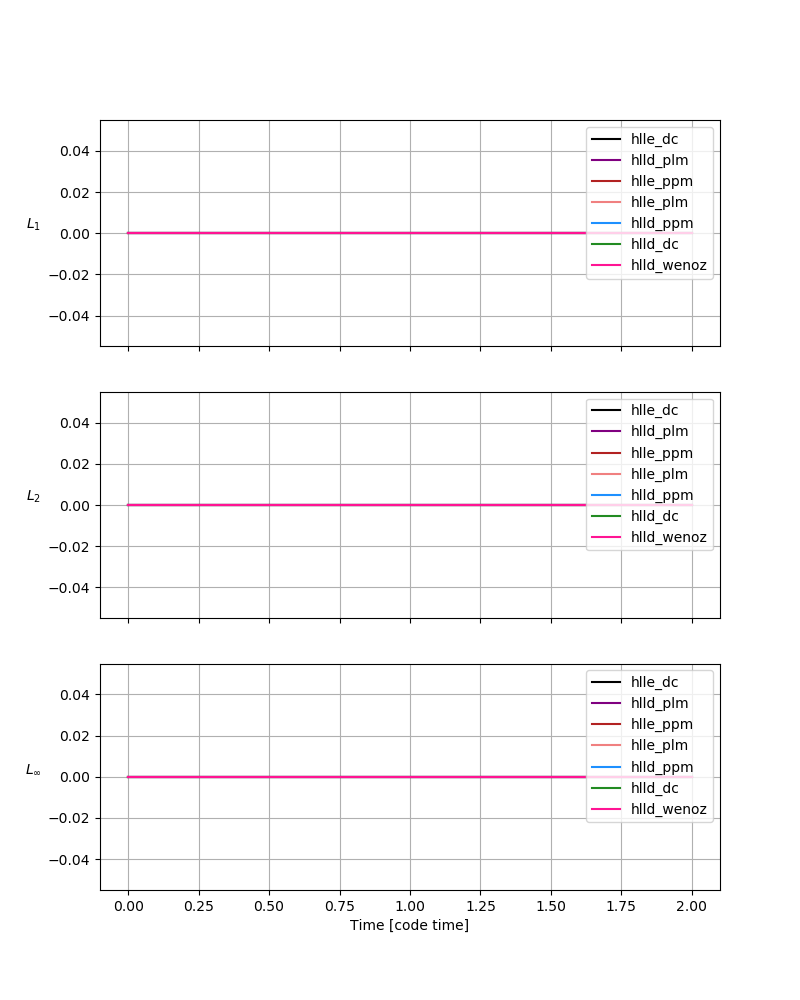 0.04
0.02
0.00
−0.02
−0.04
L₁
hlle_dc
hlld_plm
hlle_ppm
hlle_plm
hlld_ppm
hlld_dc
hlld_wenoz
0.04
0.02
0.00
−0.02
−0.04
L₂
hlle_dc
hlld_plm
hlle_ppm
hlle_plm
hlld_ppm
hlld_dc
hlld_wenoz
0.04
0.02
0.00
−0.02
−0.04
L∞
hlle_dc
hlld_plm
hlle_ppm
hlle_plm
hlld_ppm
hlld_dc
hlld_wenoz
0.00 0.25 0.50 0.75 1.00 1.25 1.50 1.75 2.00
Time [code time]